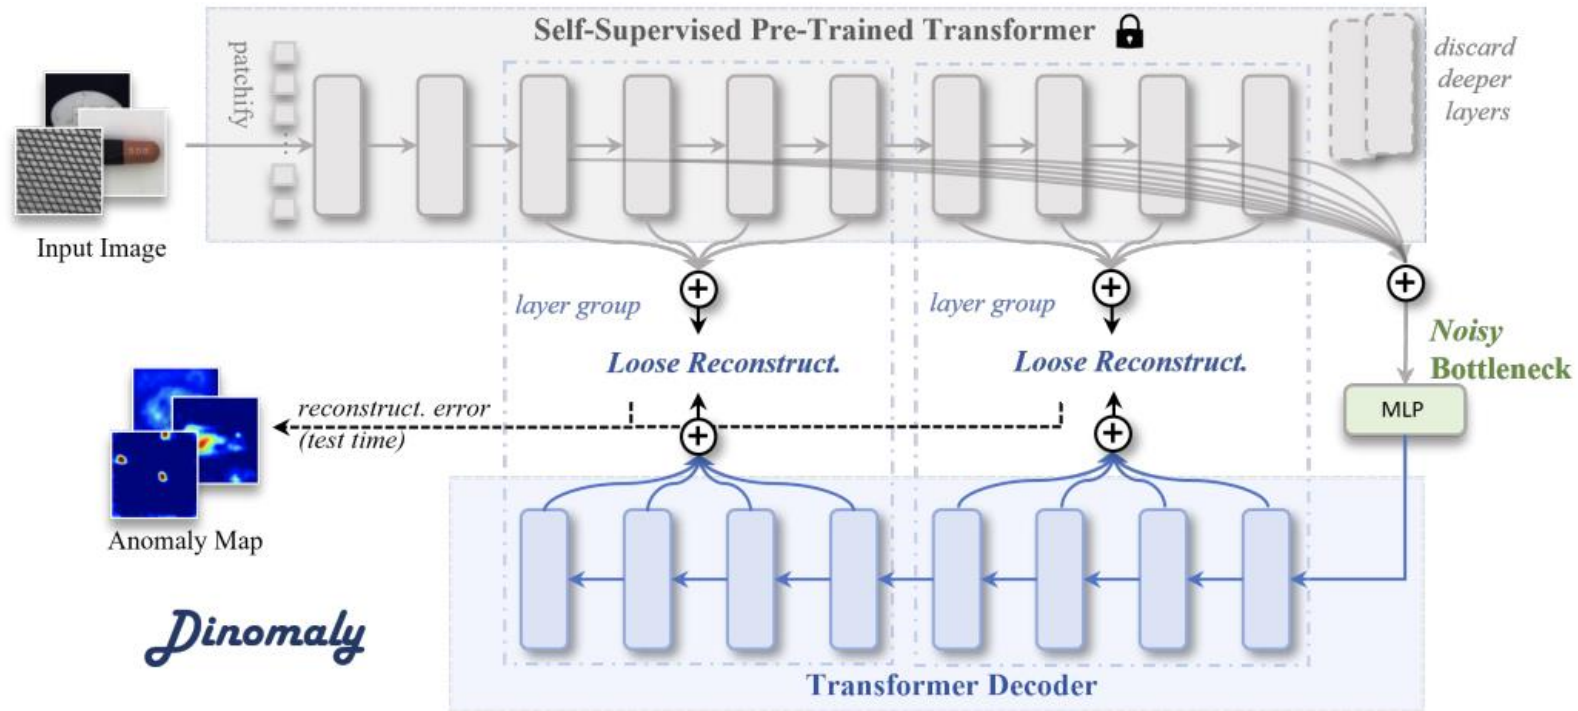 Self-Supervised Pre-Trained Transformer
patchify
discard
deeper
layers
Input Image
layer group
layer group
Noisy
Bottleneck
Loose Reconstruct.
Loose Reconstruct.
MLP
reconstruct. error
(test time)
Anomaly Map
Dinomaly
Transformer Decoder